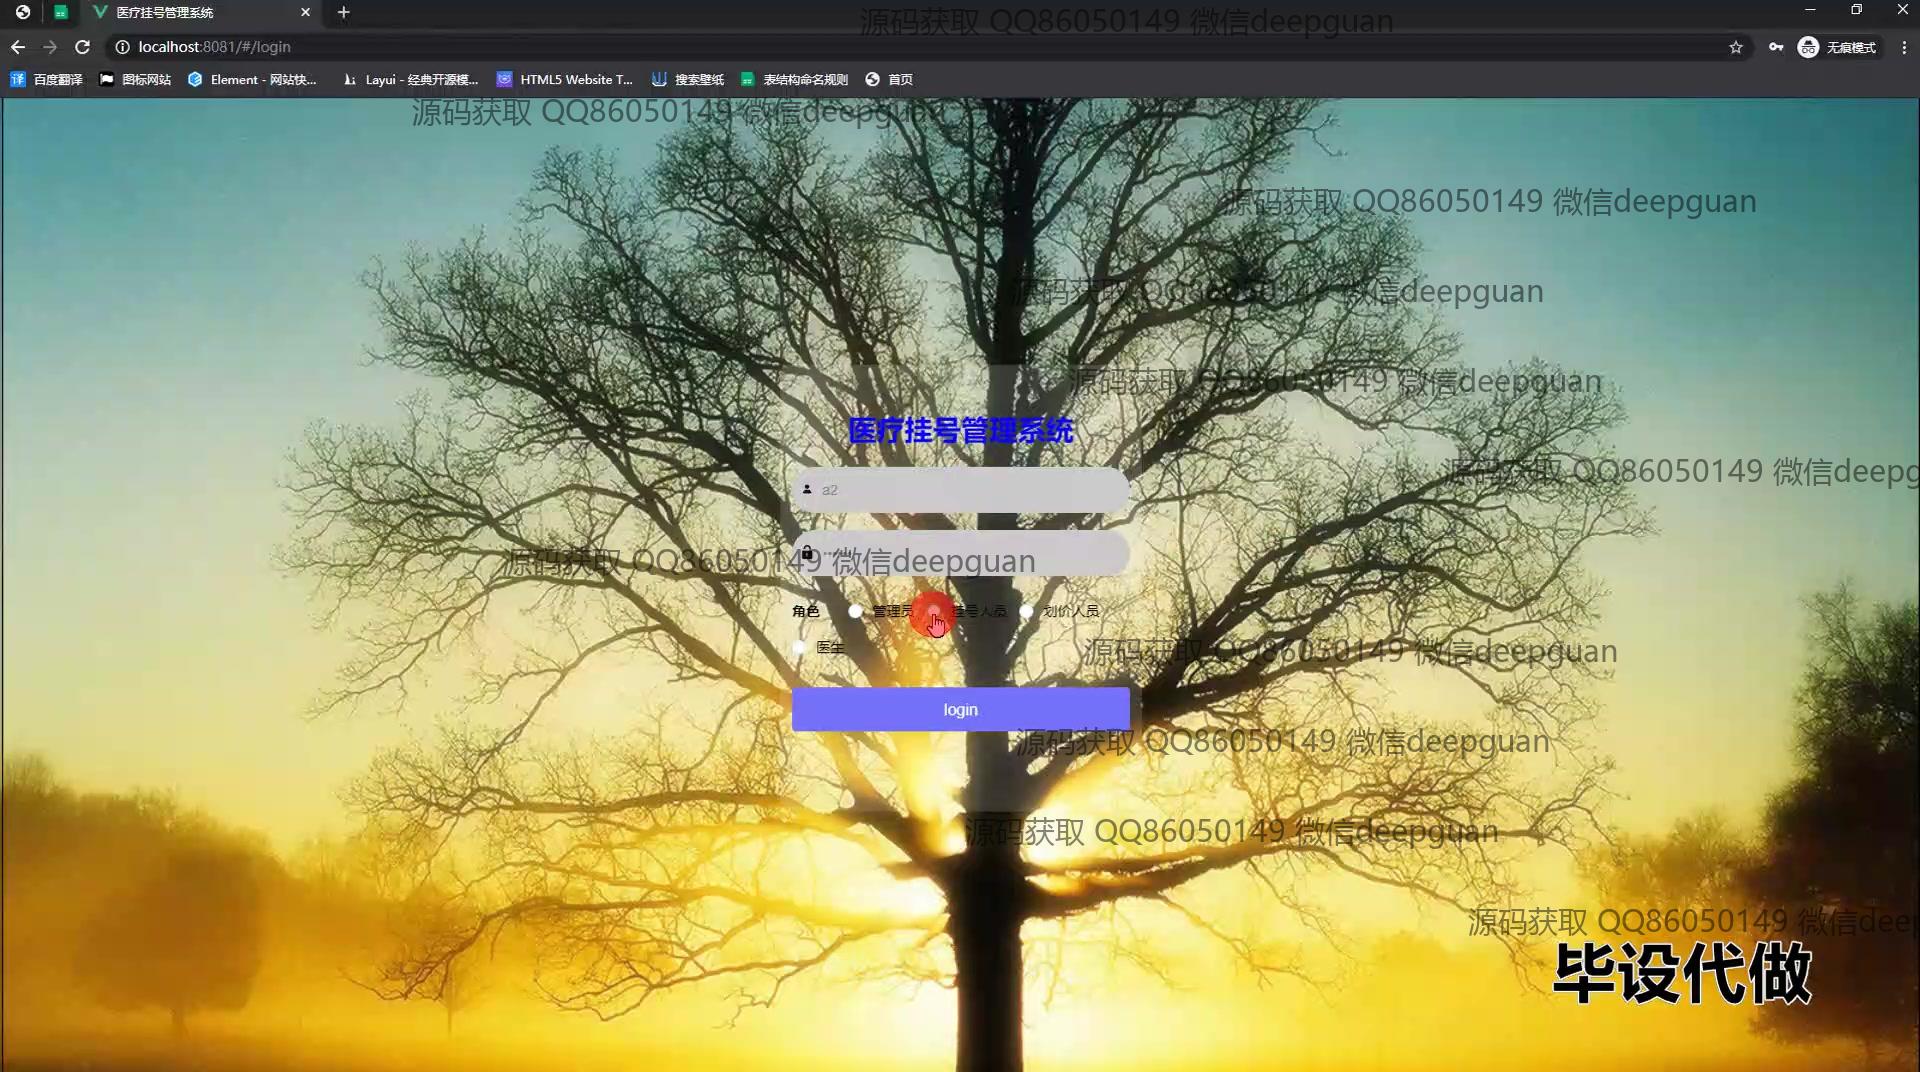 医疗挂号管理系统
源码获取 QQ86050149 微信deepguan
localhost:8081/#/login
无痕模式
百度翻译 图标网站 Element - 网站快... Layui - 经典开源模... HTML5 Website T... 搜索壁纸 表结构命名规则 首页
源码获取 QQ86050149 微信deepguan
源码获取 QQ86050149 微信deepguan
源码获取 QQ86050149 微信deepguan
源码获取 QQ86050149 微信deepguan
医疗挂号管理系统
源码获取 QQ86050149 微信deepg
a2
源码获取 QQ86050149 微信deepguan
角色 管理员 挂号人员 划价人员
医生
源码获取 QQ86050149 微信deepguan
login
源码获取 QQ86050149 微信deepguan
源码获取 QQ86050149 微信deepguan
源码获取 QQ86050149 微信deep
毕设代做